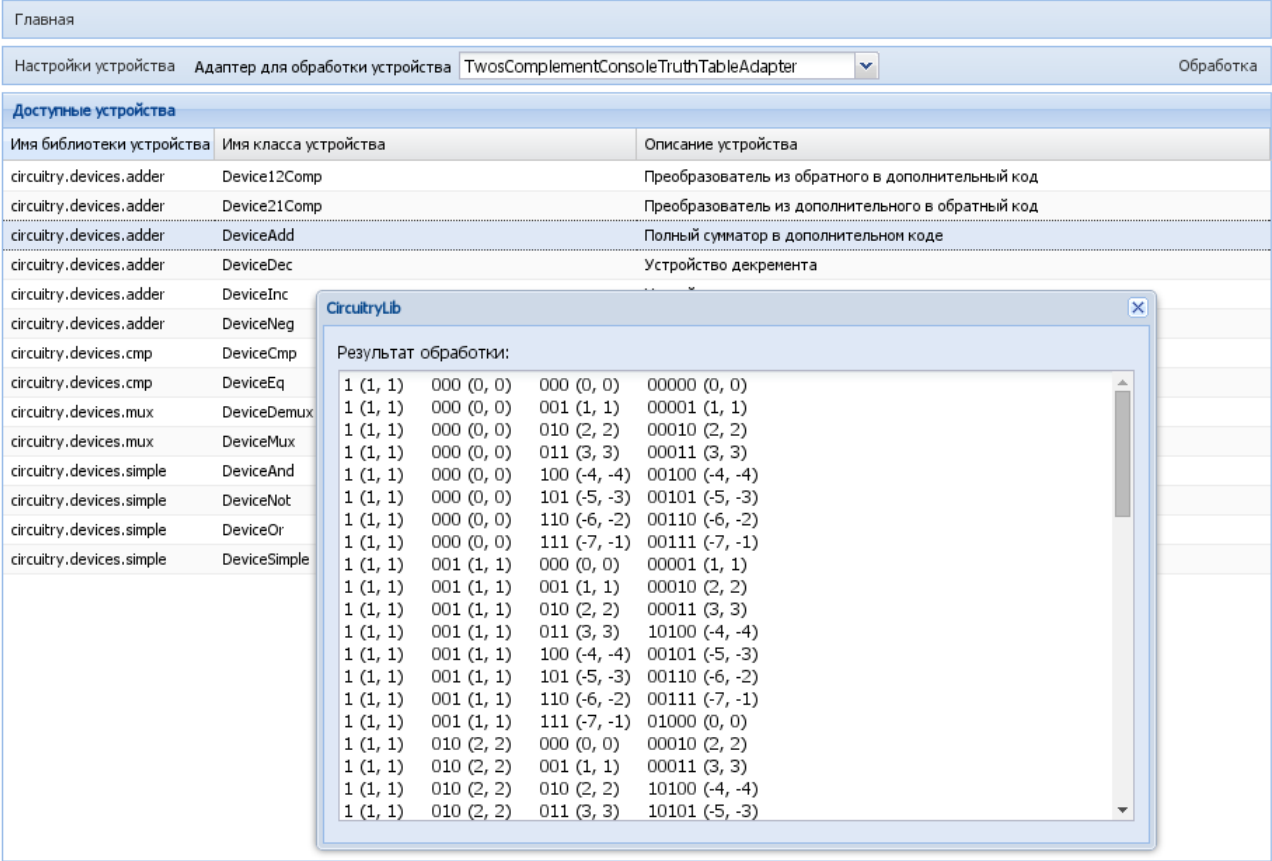 Главная
Настройки устройства Адаптер для обработки устройства TwosComplementConsoleTruthTableAdapter Обработка
Доступные устройства
Имя библиотеки устройства Имя класса устройства Описание устройства
circuitry.devices.adder Device12Comp Преобразователь из обратного в дополнительный код
circuitry.devices.adder Device21Comp Преобразователь из дополнительного в обратный код
circuitry.devices.adder DeviceAdd Полный сумматор в дополнительном коде
circuitry.devices.adder DeviceDec Устройство декремента
circuitry.devices.adder DeviceInc
circuitry.devices.adder DeviceNeg
circuitry.devices.cmp DeviceCmp
circuitry.devices.cmp DeviceEq
circuitry.devices.mux DeviceDemux
circuitry.devices.mux DeviceMux
circuitry.devices.simple DeviceAnd
circuitry.devices.simple DeviceNot
circuitry.devices.simple DeviceOr
circuitry.devices.simple DeviceSimple
CircuitryLib
Результат обработки:
1 (1, 1) 000 (0, 0) 000 (0, 0) 00000 (0, 0)
1 (1, 1) 000 (0, 0) 001 (1, 1) 00001 (1, 1)
1 (1, 1) 000 (0, 0) 010 (2, 2) 00010 (2, 2)
1 (1, 1) 000 (0, 0) 011 (3, 3) 00011 (3, 3)
1 (1, 1) 000 (0, 0) 100 (-4, -4) 00100 (-4, -4)
1 (1, 1) 000 (0, 0) 101 (-5, -3) 00101 (-5, -3)
1 (1, 1) 000 (0, 0) 110 (-6, -2) 00110 (-6, -2)
1 (1, 1) 000 (0, 0) 111 (-7, -1) 00111 (-7, -1)
1 (1, 1) 001 (1, 1) 000 (0, 0) 00001 (1, 1)
1 (1, 1) 001 (1, 1) 001 (1, 1) 00010 (2, 2)
1 (1, 1) 001 (1, 1) 010 (2, 2) 00011 (3, 3)
1 (1, 1) 001 (1, 1) 011 (3, 3) 10100 (-4, -4)
1 (1, 1) 001 (1, 1) 100 (-4, -4) 00101 (-5, -3)
1 (1, 1) 001 (1, 1) 101 (-5, -3) 00110 (-6, -2)
1 (1, 1) 001 (1, 1) 110 (-6, -2) 00111 (-7, -1)
1 (1, 1) 001 (1, 1) 111 (-7, -1) 01000 (0, 0)
1 (1, 1) 010 (2, 2) 000 (0, 0) 00010 (2, 2)
1 (1, 1) 010 (2, 2) 001 (1, 1) 00011 (3, 3)
1 (1, 1) 010 (2, 2) 010 (2, 2) 10100 (-4, -4)
1 (1, 1) 010 (2, 2) 011 (3, 3) 10101 (-5, -3)